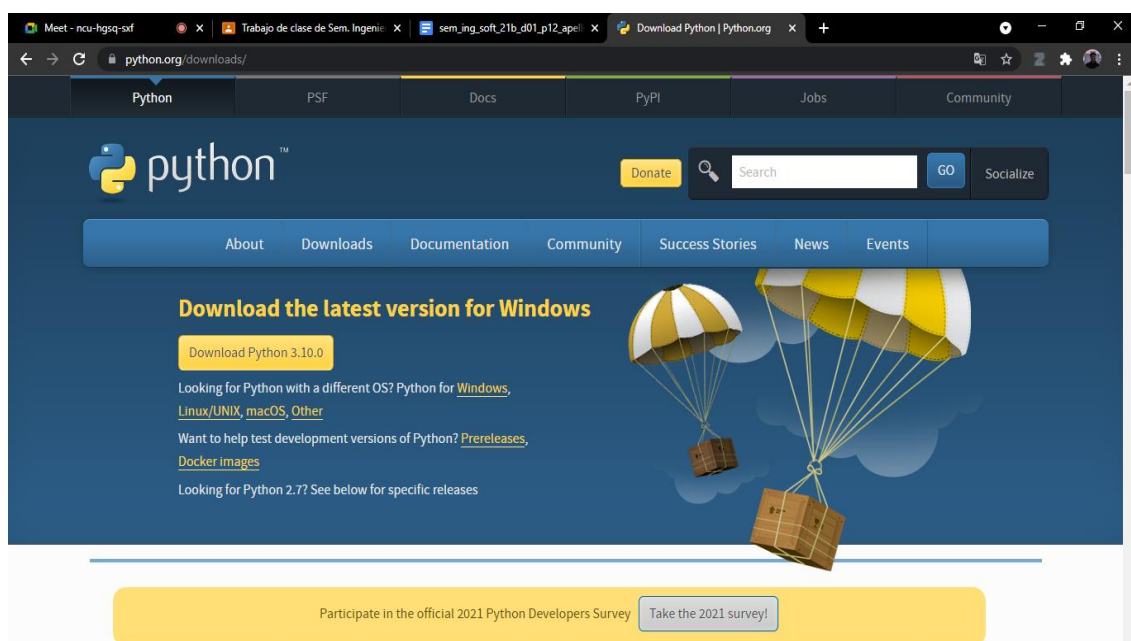 Meet - ncu-hgsq-sxf
Trabajo de clase de Sem. Ingenie
sem_ing_soft_21b_d01_p12_apell
Download Python | Python.org
python.org/downloads/
Python PSF Docs PyPI Jobs Community
python™
Donate Search GO Socialize
About Downloads Documentation Community Success Stories News Events
Download the latest version for Windows
Download Python 3.10.0
Looking for Python with a different OS? Python for Windows,
Linux/UNIX, macOS, Other
Want to help test development versions of Python? Prereleases,
Docker images
Looking for Python 2.7? See below for specific releases
Participate in the official 2021 Python Developers Survey Take the 2021 survey!